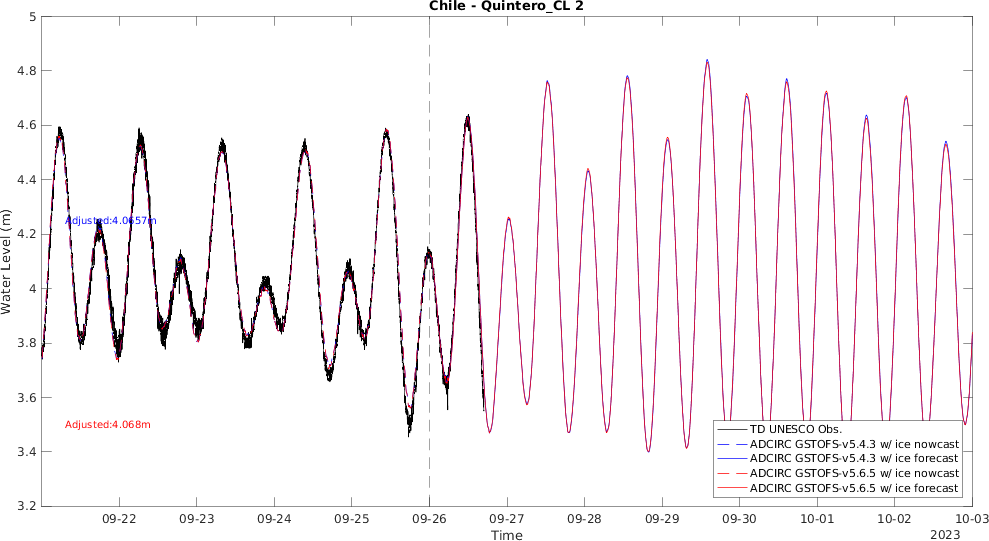 Chile - Quintero_CL 2
5
4.8
4.6
4.4
4.2
4
3.8
3.6
3.4
3.2
Water Level (m)
Adjusted:4.0657m
Adjusted:4.068m
TD UNESCO Obs.
ADCIRC GSTOFS-v5.4.3 w/ ice nowcast
ADCIRC GSTOFS-v5.4.3 w/ ice forecast
ADCIRC GSTOFS-v5.6.5 w/ ice nowcast
ADCIRC GSTOFS-v5.6.5 w/ ice forecast
09-22 09-23 09-24 09-25 09-26 09-27 09-28 09-29 09-30 10-01 10-02 10-03
Time
2023